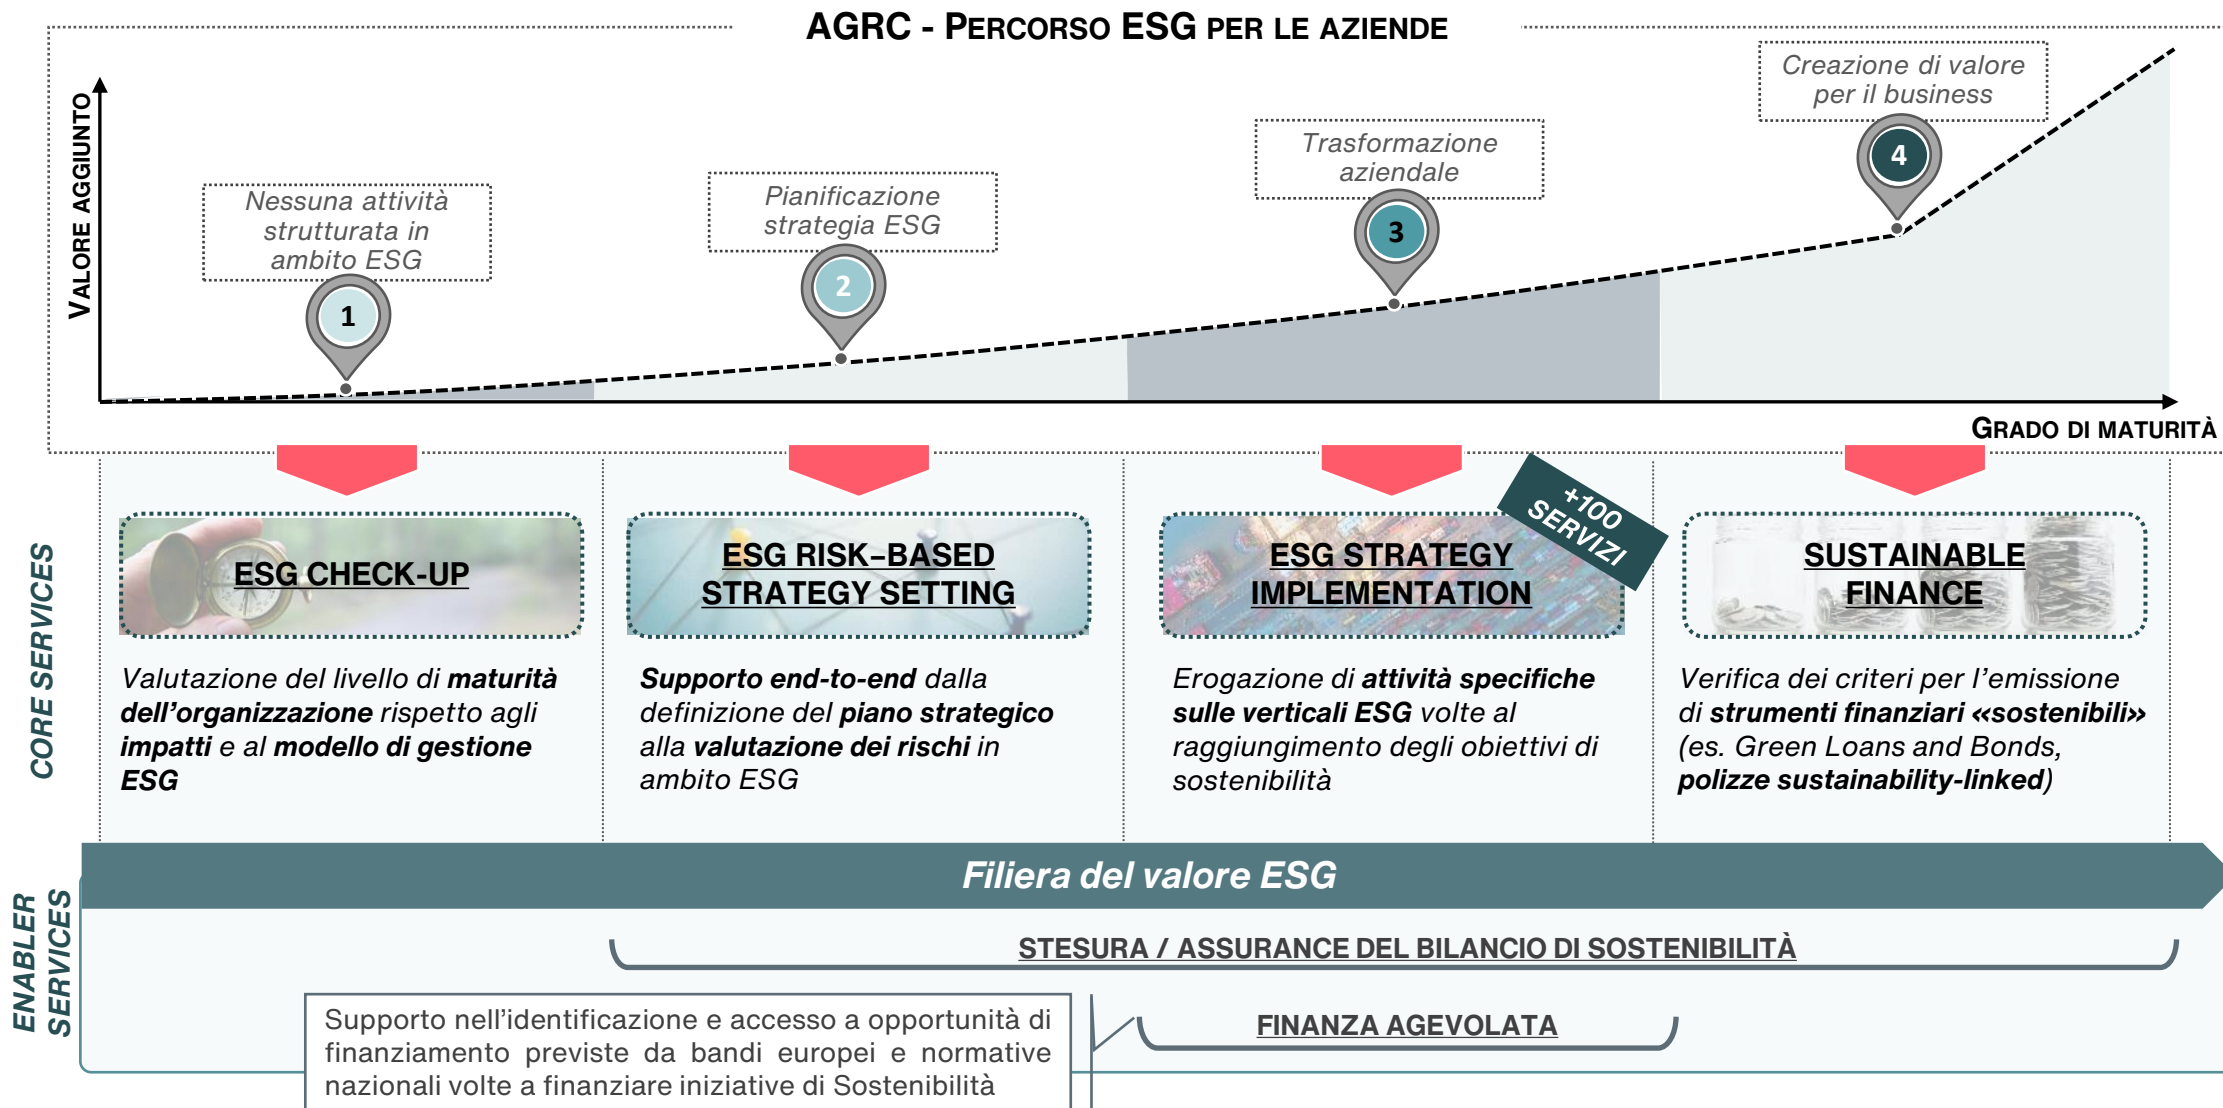 AGRC - PERCORSO ESG PER LE AZIENDE
VALORE AGGIUNTO
Nessuna attività
strutturata in
ambito ESG
1
Pianificazione
strategia ESG
2
Trasformazione
aziendale
3
Creazione di valore
per il business
4
GRADO DI MATURITÀ
CORE SERVICES
ESG CHECK-UP
Valutazione del livello di maturità
dell'organizzazione rispetto agli
impatti e al modello di gestione
ESG
ESG RISK–BASED
STRATEGY SETTING
Supporto end-to-end dalla
definizione del piano strategico
alla valutazione dei rischi in
ambito ESG
+100
SERVIZI
ESG STRATEGY
IMPLEMENTATION
Erogazione di attività specifiche
sulle verticali ESG volte al
raggiungimento degli obiettivi di
sostenibilità
SUSTAINABLE
FINANCE
Verifica dei criteri per l'emissione
di strumenti finanziari «sostenibili»
(es. Green Loans and Bonds,
polizze sustainability-linked)
Filiera del valore ESG
ENABLER
SERVICES
STESURA / ASSURANCE DEL BILANCIO DI SOSTENIBILITÀ
FINANZA AGEVOLATA
Supporto nell'identificazione e accesso a opportunità di
finanziamento previste da bandi europei e normative
nazionali volte a finanziare iniziative di Sostenibilità